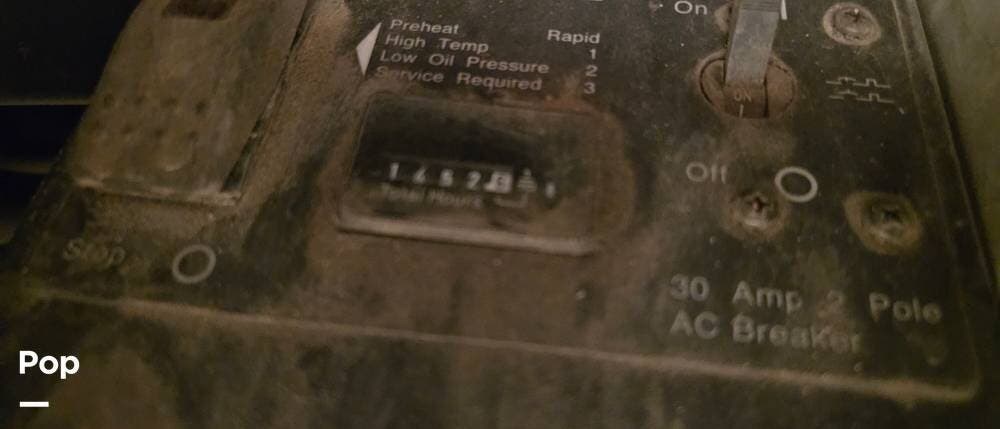 On
Preheat Rapid
High Temp 1
Low Oil Pressure 2
Service Required 3
ON
Total Hours
Off
Stop
30 Amp 2 Pole
AC Breaker
Pop